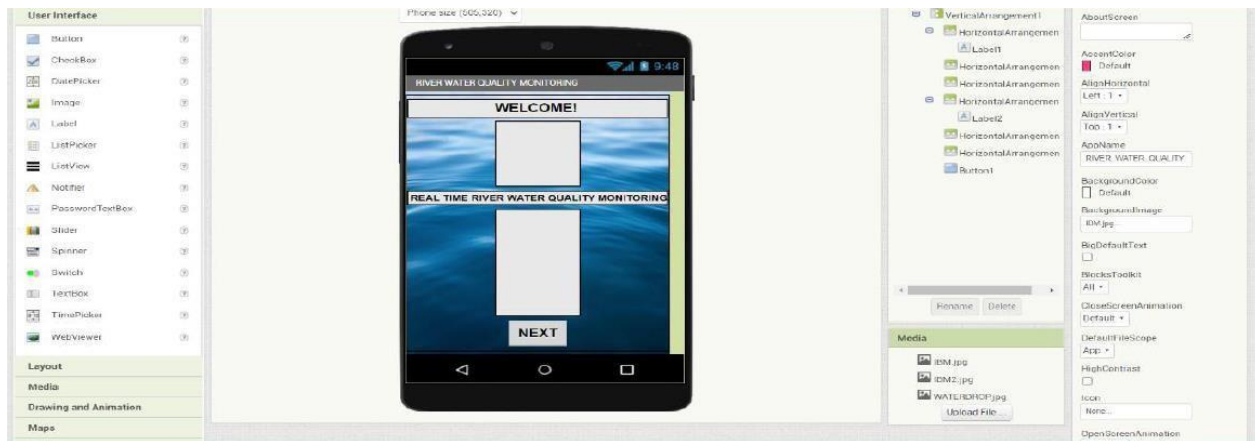 User Interface
Button
CheckBox
DatePicker
Image
Label
ListPicker
ListView
Notifier
PasswordTextBox
Slider
Spinner
Switch
TextBox
TimePicker
WebViewer
Layout
Media
Drawing and Animation
Maps
Phone size (505,320)
9:48
RIVER WATER QUALITY MONITORING
WELCOME!
REAL TIME RIVER WATER QUALITY MONITORING
NEXT
VerticalArrangement1
HorizontalArrangemen
Label1
HorizontalArrangemen
HorizontalArrangemen
HorizontalArrangemen
Label2
HorizontalArrangemen
HorizontalArrangemen
Button1
Rename Delete
Media
IBM.jpg
IBM2.jpg
WATERDROP.jpg
Upload File ...
AboutScreen
AccentColor
Default
AlignHorizontal
Left : 1
AlignVertical
Top : 1
AppName
RIVER WATER QUALITY
BackgroundColor
Default
BackgroundImage
IBM.jpg...
BigDefaultText
BlocksToolkit
All
CloseScreenAnimation
Default
DefaultFileScope
App
HighContrast
Icon
None...
OpenScreenAnimation